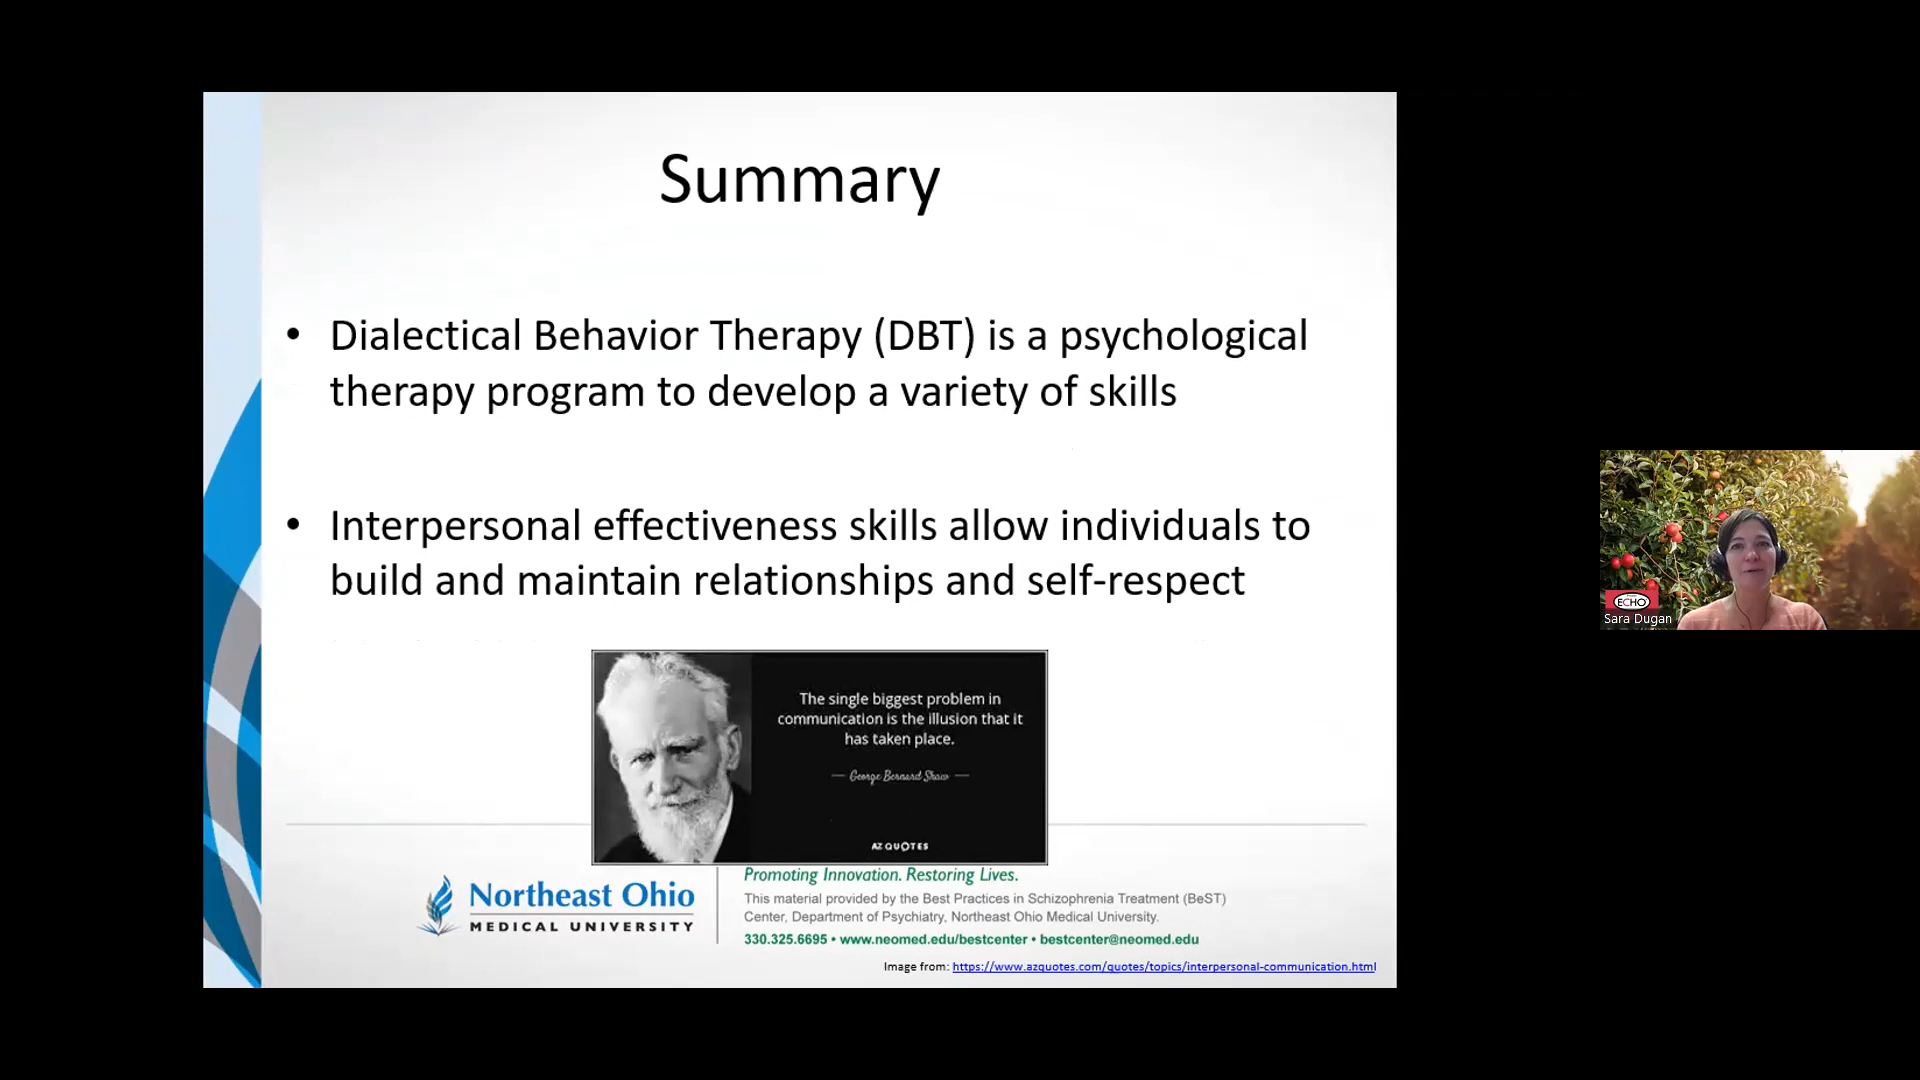 Summary
• Dialectical Behavior Therapy (DBT) is a psychological
therapy program to develop a variety of skills
• Interpersonal effectiveness skills allow individuals to
build and maintain relationships and self-respect
The single biggest problem in
communication is the illusion that it
has taken place.
— George Bernard Shaw —
AZ QUOTES
Northeast Ohio
MEDICAL UNIVERSITY
Promoting Innovation. Restoring Lives.
This material provided by the Best Practices in Schizophrenia Treatment (BeST)
Center, Department of Psychiatry, Northeast Ohio Medical University.
330.325.6695 • www.neomed.edu/bestcenter • bestcenter@neomed.edu
Image from: https://www.azquotes.com/quotes/topics/interpersonal-communication.html
ECHO
Sara Dugan